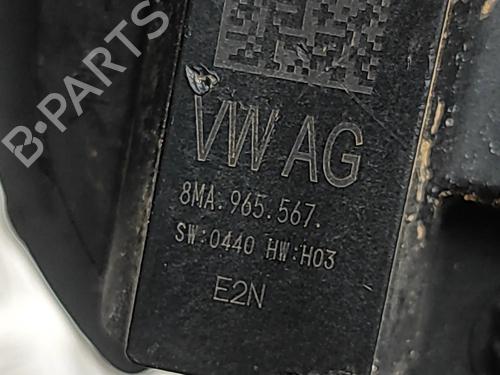 B-PARTS
VW AG
8MA.965.567.
SW:0440 HW:H03
E2N